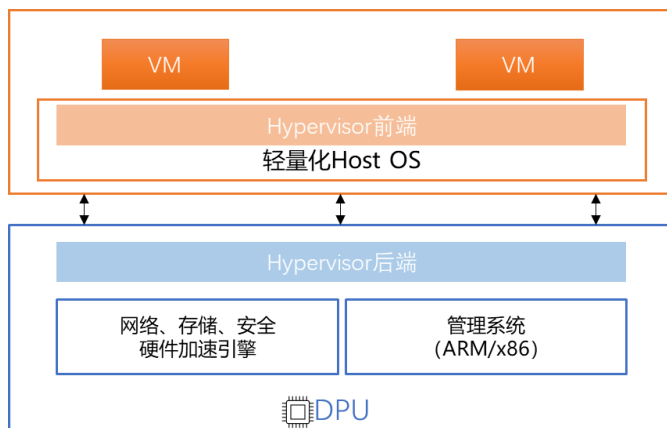 VM
VM
Hypervisor前端
轻量化Host OS
Hypervisor后端
网络、存储、安全
硬件加速引擎
管理系统
(ARM/x86)
DPU